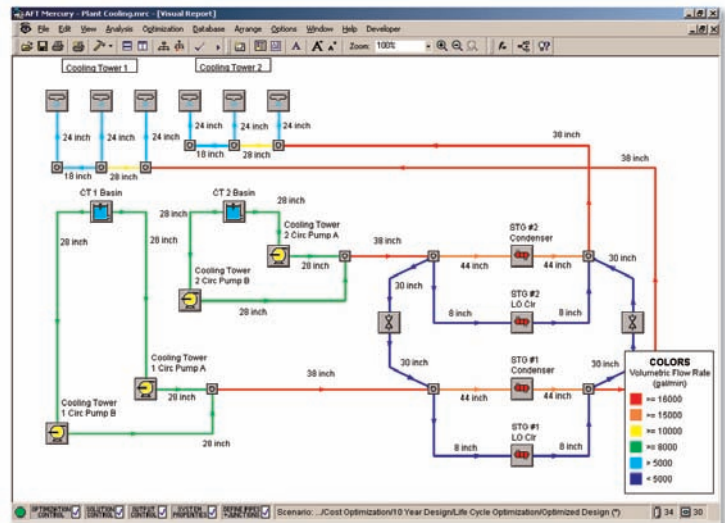 AFT Mercury - Plant Cooling.mrc - [Visual Report]
File Edit View Analysis Optimization Database Arrange Options Window Help Developer
Zoom: 100%
Cooling Tower 1
Cooling Tower 2
24 inch
24 inch
24 inch
24 inch
24 inch
24 inch
38 inch
18 inch
28 inch
38 inch
18 inch
28 inch
CT 1 Basin
CT 2 Basin
28 inch
28 inch
28 inch
28 inch
28 inch
28 inch
Cooling Tower
2 Circ Pump A
28 inch
38 inch
Cooling Tower
2 Circ Pump B
28 inch
STG #2
Condenser
44 inch
44 inch
30 inch
30 inch
STG #2
LO Clr
8 inch
8 inch
Cooling Tower
1 Circ Pump A
28 inch
38 inch
Cooling Tower
1 Circ Pump B
28 inch
30 inch
30 inch
STG #1
Condenser
44 inch
44 inch
STG #1
LO Clr
8 inch
8 inch
COLORS
Volumetric Flow Rate
(gal/min)
>= 16000
>= 15000
>= 10000
>= 8000
> 5000
< 5000
OPTIMIZATION CONTROL
SOLUTION CONTROL
OUTPUT CONTROL
SYSTEM PROPERTIES
DEFINE PIPES + JUNCTIONS
Scenario: .../Cost Optimization/10 Year Design/Life Cycle Optimization/Optimized Design (*)
31
30